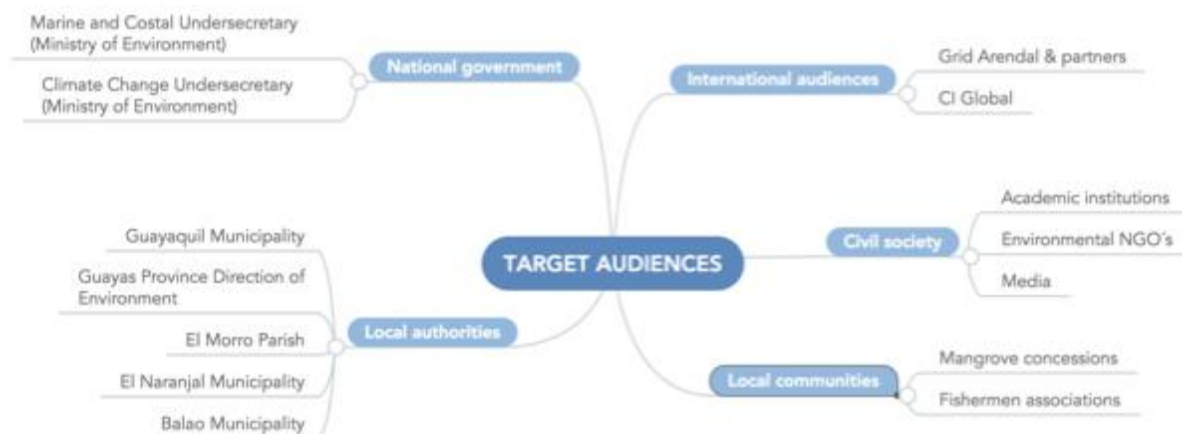 Marine and Costal Undersecretary
(Ministry of Environment)
Climate Change Undersecretary
(Ministry of Environment)
National government
International audiences
Grid Arendal & partners
CI Global
TARGET AUDIENCES
Civil society
Academic institutions
Environmental NGO´s
Media
Guayaquil Municipality
Guayas Province Direction of
Environment
El Morro Parish
El Naranjal Municipality
Balao Municipality
Local authorities
Local communities
Mangrove concessions
Fishermen associations